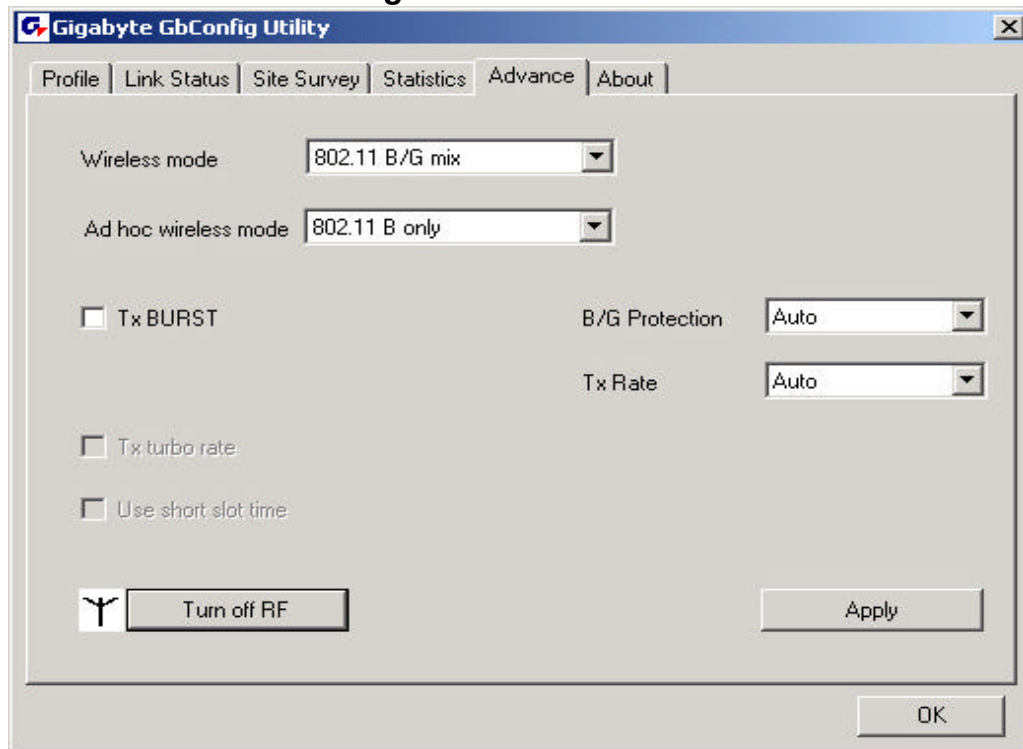 Gigabyte GbConfig Utility
Profile Link Status Site Survey Statistics Advance About
Wireless mode 802.11 B/G mix
Ad hoc wireless mode 802.11 B only
Tx BURST B/G Protection Auto
Tx Rate Auto
Tx turbo rate
Use short slot time
Turn off RF Apply
OK